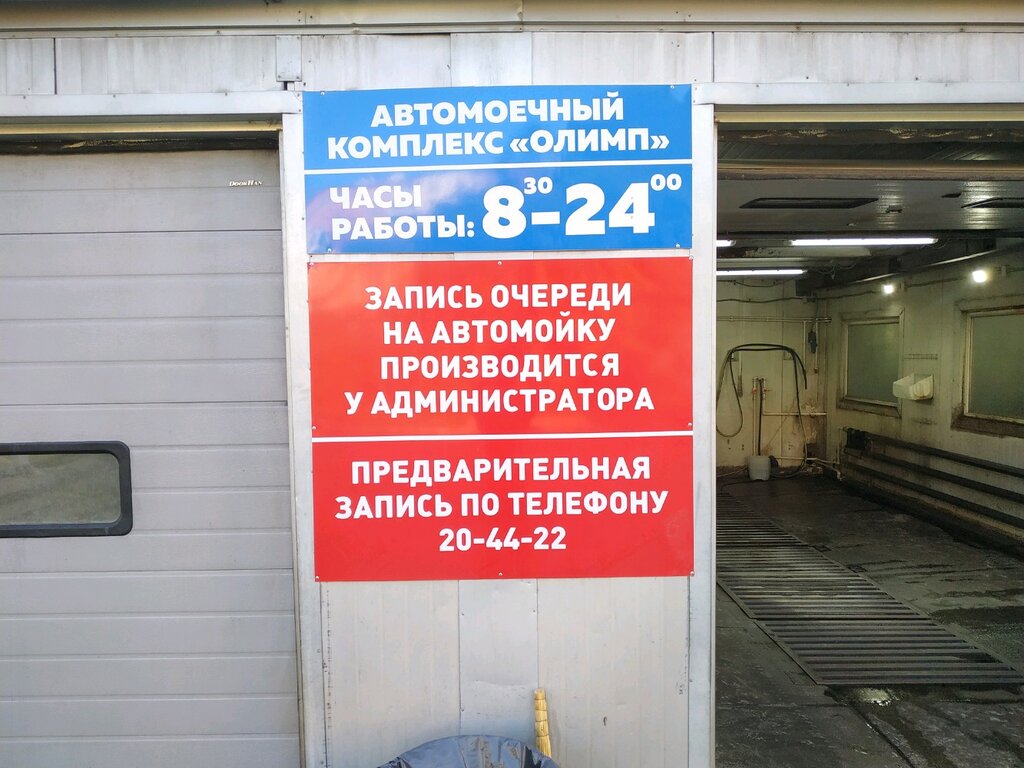 АВТОМОЕЧНЫЙ
КОМПЛЕКС «ОЛИМП»
ЧАСЫ
РАБОТЫ: 8³⁰-24⁰⁰
ЗАПИСЬ ОЧЕРЕДИ
НА АВТОМОЙКУ
ПРОИЗВОДИТСЯ
У АДМИНИСТРАТОРА
ПРЕДВАРИТЕЛЬНАЯ
ЗАПИСЬ ПО ТЕЛЕФОНУ
20-44-22
DOORHAN